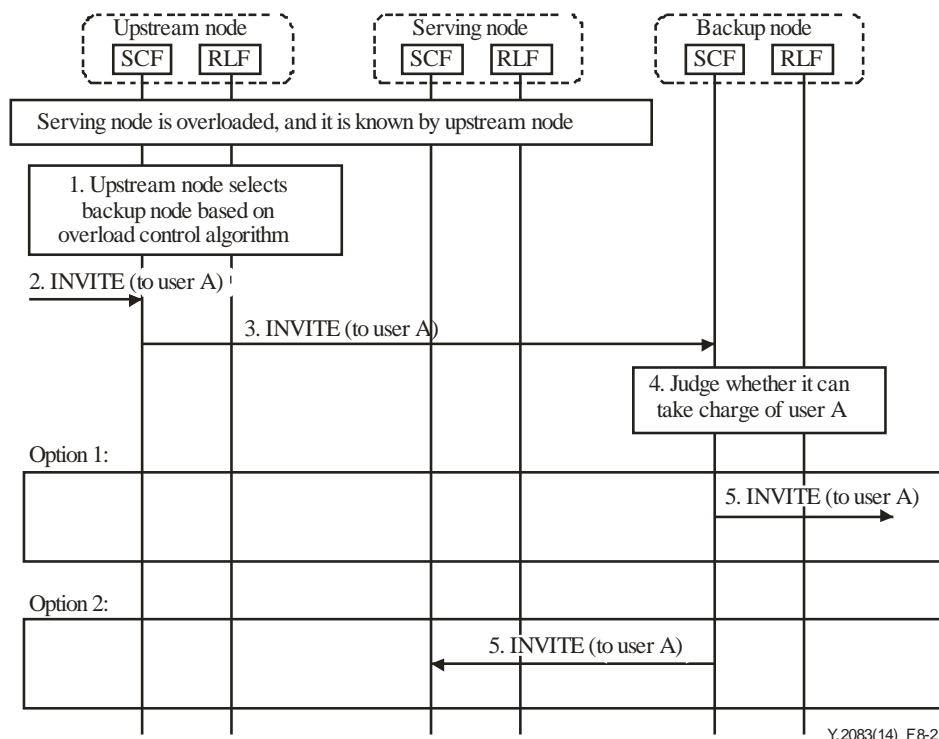 Upstream node
Serving node
Backup node
SCF
RLF
SCF
RLF
SCF
RLF
Serving node is overloaded, and it is known by upstream node
1. Upstream node selects
backup node based on
overload control algorithm
2. INVITE (to user A)
3. INVITE (to user A)
4. Judge whether it can
take charge of user A
Option 1:
5. INVITE (to user A)
Option 2:
5. INVITE (to user A)
Y.2083(14)_F8-2